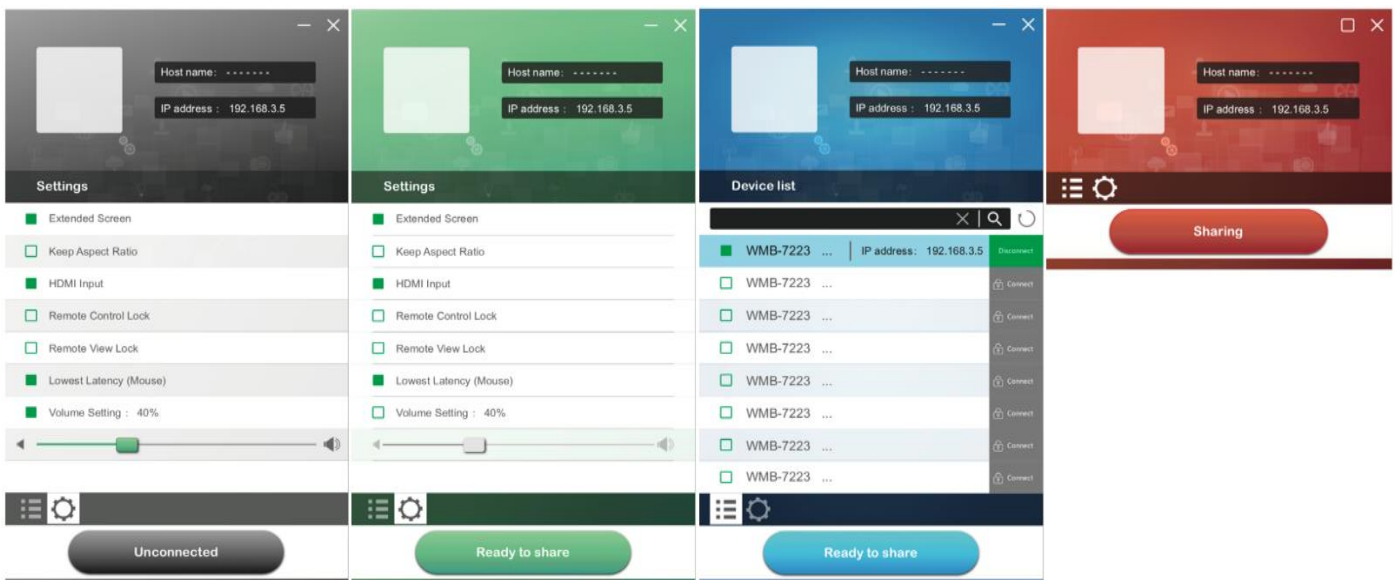 Host name: - - - - - - -
IP address : 192.168.3.5
Settings
Extended Screen
Keep Aspect Ratio
HDMI Input
Remote Control Lock
Remote View Lock
Lowest Latency (Mouse)
Volume Setting : 40%
Unconnected
Host name: - - - - - - -
IP address : 192.168.3.5
Settings
Extended Screen
Keep Aspect Ratio
HDMI Input
Remote Control Lock
Remote View Lock
Lowest Latency (Mouse)
Volume Setting : 40%
Ready to share
Host name: - - - - - - -
IP address : 192.168.3.5
Device list
WMB-7223 ... IP address: 192.168.3.5 Disconnect
WMB-7223 ... Connect
WMB-7223 ... Connect
WMB-7223 ... Connect
WMB-7223 ... Connect
WMB-7223 ... Connect
WMB-7223 ... Connect
WMB-7223 ... Connect
Ready to share
Host name: - - - - - - -
IP address : 192.168.3.5
Sharing